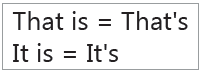 That is = That's
It is = It's